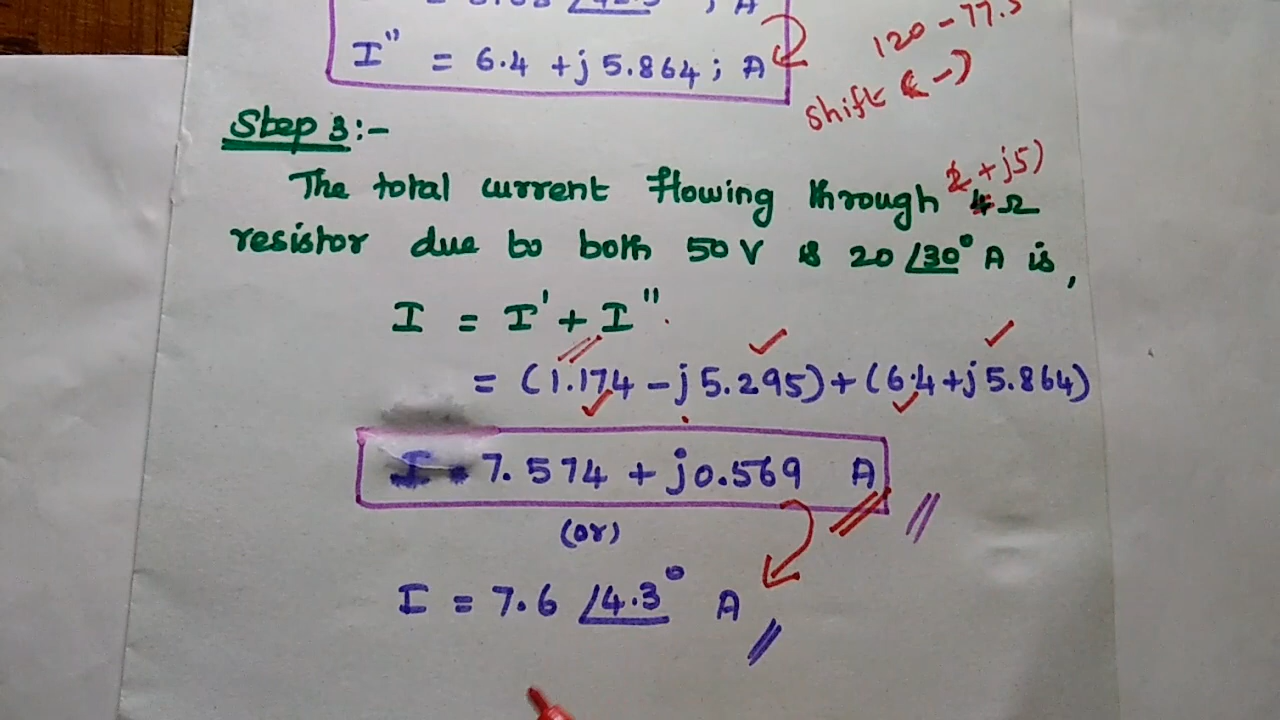 I" = 6.4 + j 5.864; A
120 - 77.5
Shift (-)
Step 3:-
2 + j5)
The total current flowing through 4Ω
resistor due to both 50 V & 20 ∠30° A is,
I = I' + I".
= (1.174 - j 5.295) + (6.4 + j 5.864)
I = 7.574 + j0.569 A
(or)
I = 7.6 ∠4.3° A